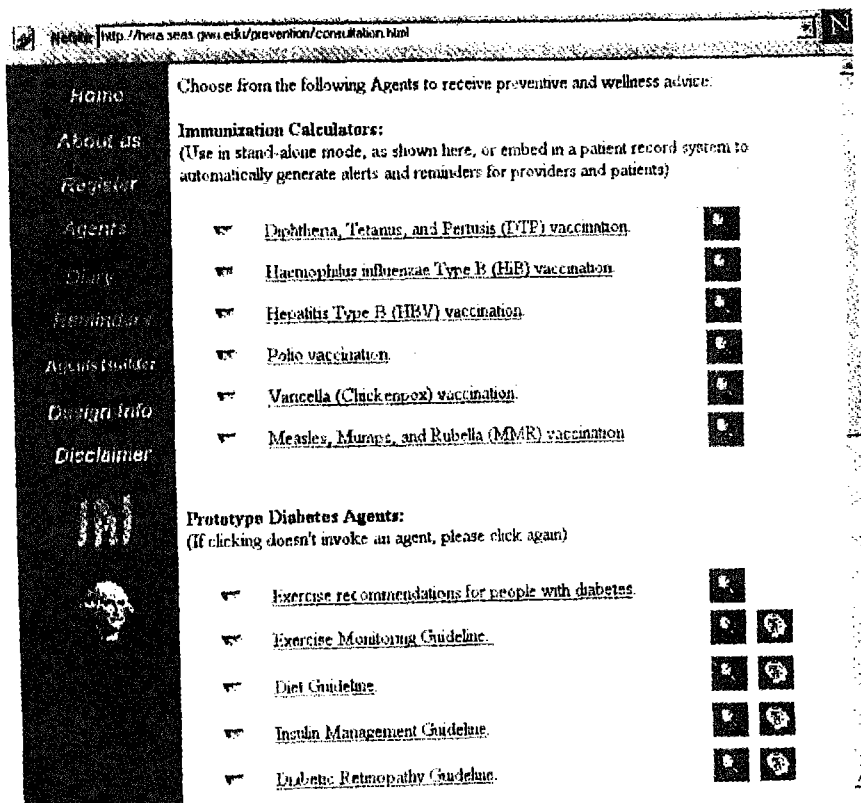 http://hera.seas.gwu.edu/prevention/consultation.html
N
Home
About us
Register
Agents
Diary
Reminders
Agents Builder
Design Info
Disclaimer
Choose from the following Agents to receive preventive and wellness advice:
Immunization Calculators:
(Use in stand-alone mode, as shown here, or embed in a patient record system to
automatically generate alerts and reminders for providers and patients)
Diphtheria, Tetanus, and Pertusis (DTP) vaccination.
Haemophilus influenzae Type B (HiB) vaccination.
Hepatitis Type B (HBV) vaccination.
Polio vaccination.
Varicella (Chickenpox) vaccination.
Measles, Mumps, and Rubella (MMR) vaccination
Prototype Diabetes Agents:
(If clicking doesn't invoke an agent, please click again)
Exercise recommendations for people with diabetes.
Exercise Monitoring Guideline.
Diet Guideline.
Insulin Management Guideline.
Diabetic Retinopathy Guideline.